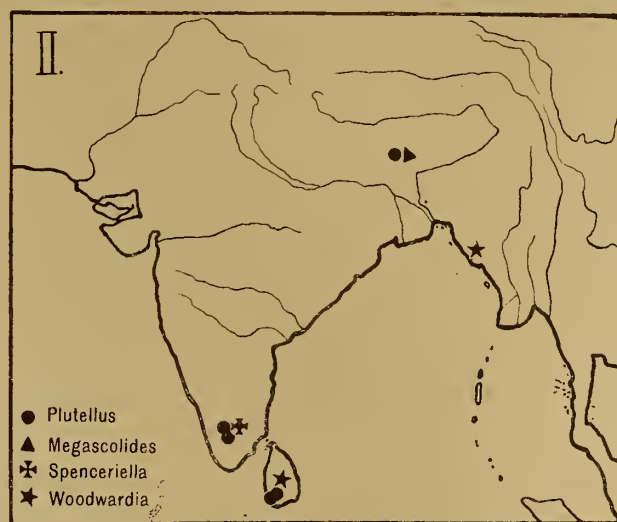 II.
Plutellus
Megascolides
Spenceriella
Woodwardia